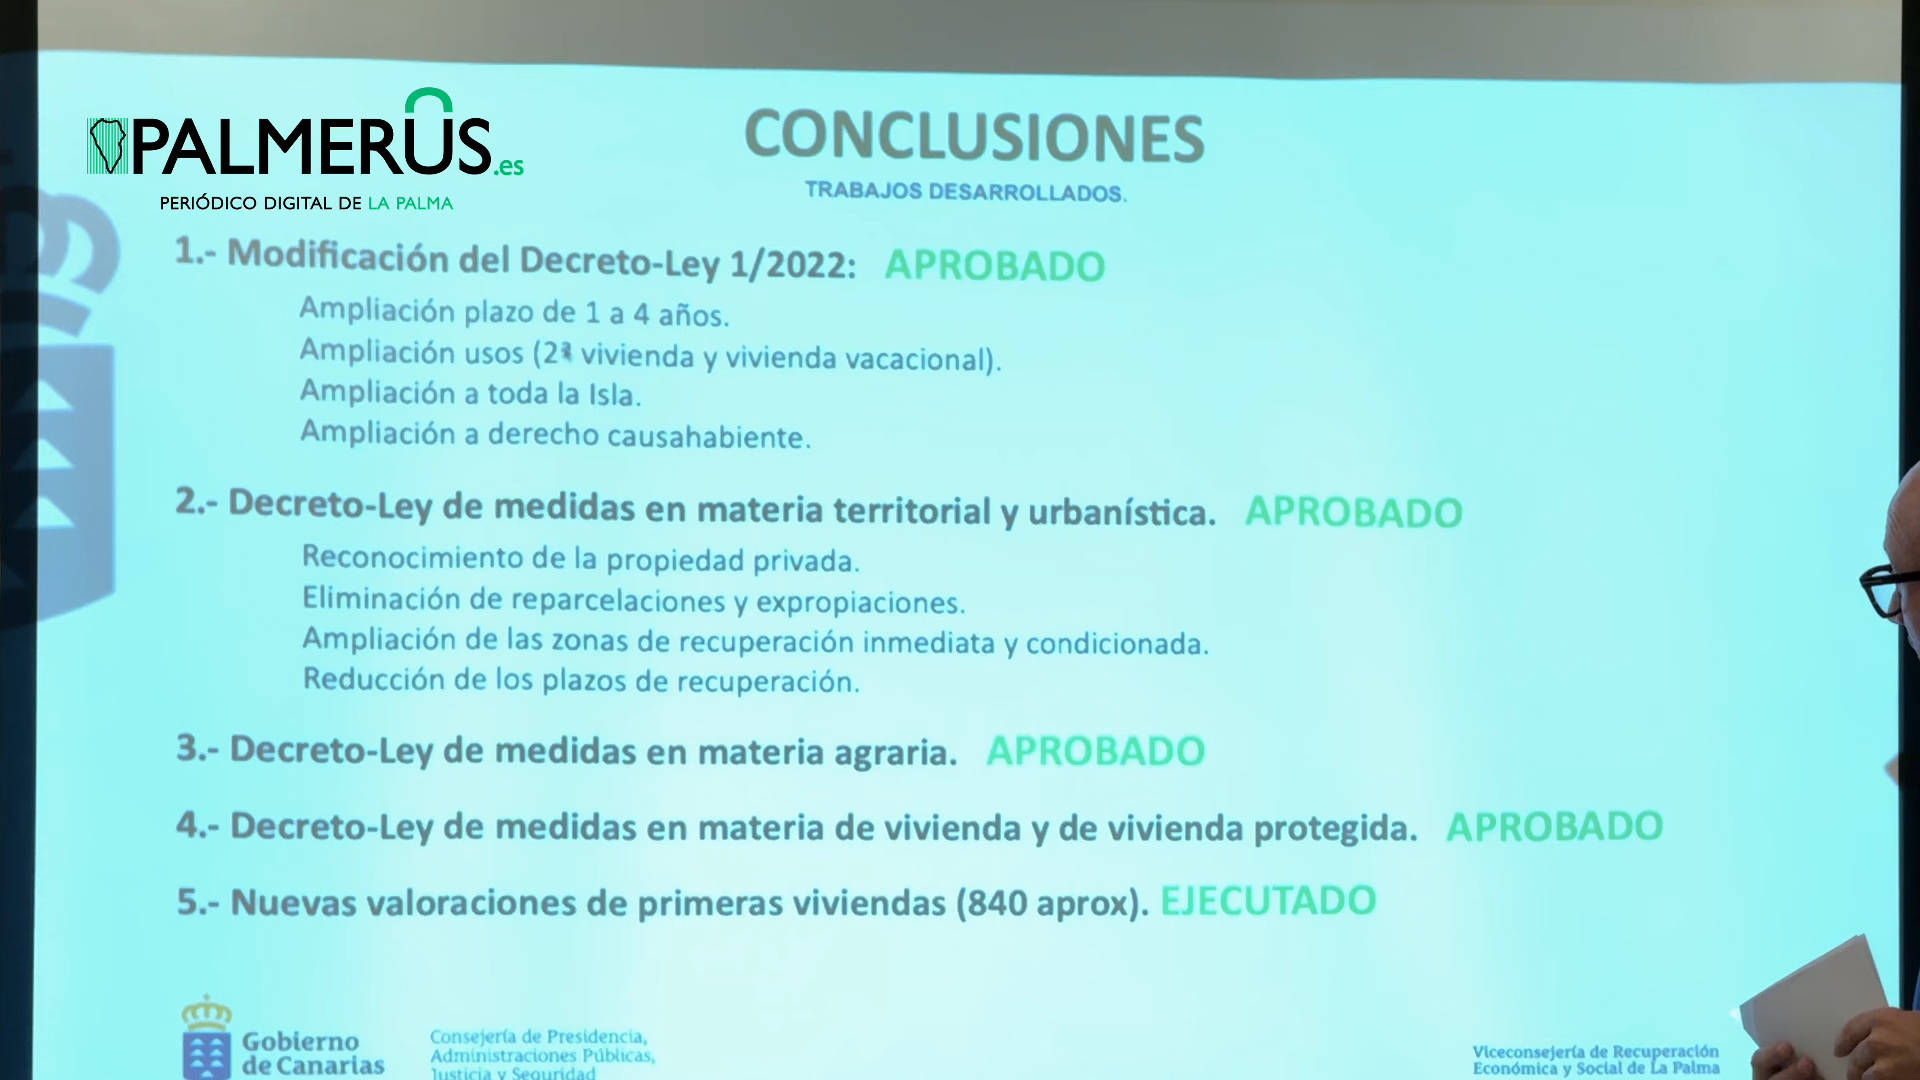 PALMERUS.es
PERIÓDICO DIGITAL DE LA PALMA
CONCLUSIONES
TRABAJOS DESARROLLADOS.
1.- Modificación del Decreto-Ley 1/2022: APROBADO
Ampliación plazo de 1 a 4 años.
Ampliación usos (2ª vivienda y vivienda vacacional).
Ampliación a toda la Isla.
Ampliación a derecho causahabiente.
2.- Decreto-Ley de medidas en materia territorial y urbanística. APROBADO
Reconocimiento de la propiedad privada.
Eliminación de reparcelaciones y expropiaciones.
Ampliación de las zonas de recuperación inmediata y condicionada.
Reducción de los plazos de recuperación.
3.- Decreto-Ley de medidas en materia agraria. APROBADO
4.- Decreto-Ley de medidas en materia de vivienda y de vivienda protegida. APROBADO
5.- Nuevas valoraciones de primeras viviendas (840 aprox). EJECUTADO
Gobierno
de Canarias
Consejería de Presidencia,
Administraciones Públicas,
Justicia y Seguridad
Viceconsejería de Recuperación
Económica y Social de La Palma